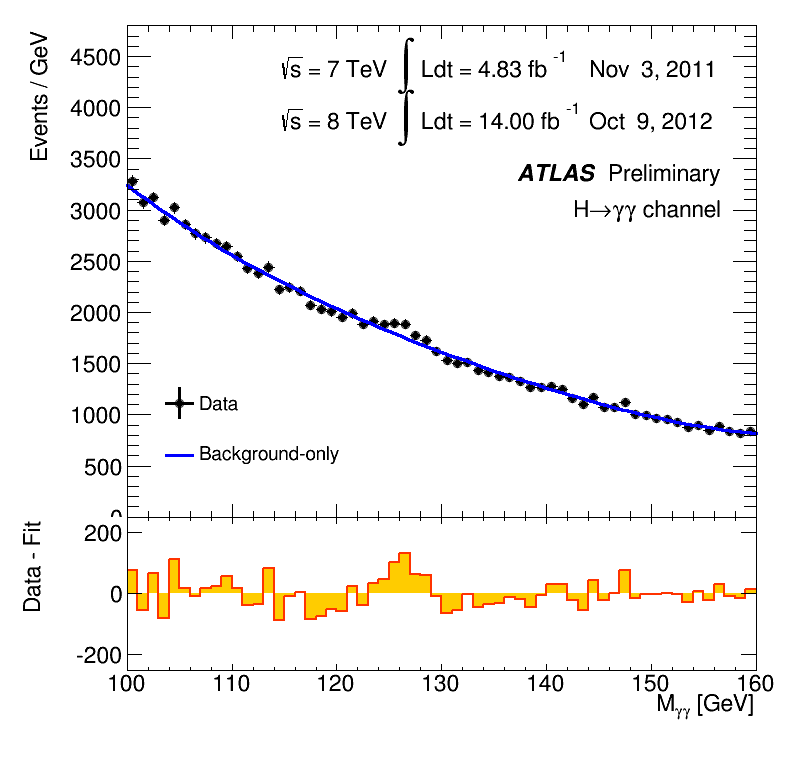 Events / GeV
4500
4000
3500
3000
2500
2000
1500
1000
500
0
√s = 7 TeV ∫ Ldt = 4.83 fb⁻¹ Nov 3, 2011
√s = 8 TeV ∫ Ldt = 14.00 fb⁻¹ Oct 9, 2012
ATLAS Preliminary
H→γγ channel
Data
Background-only
Data - Fit
200
0
-200
100 110 120 130 140 150 160
Mγγ [GeV]